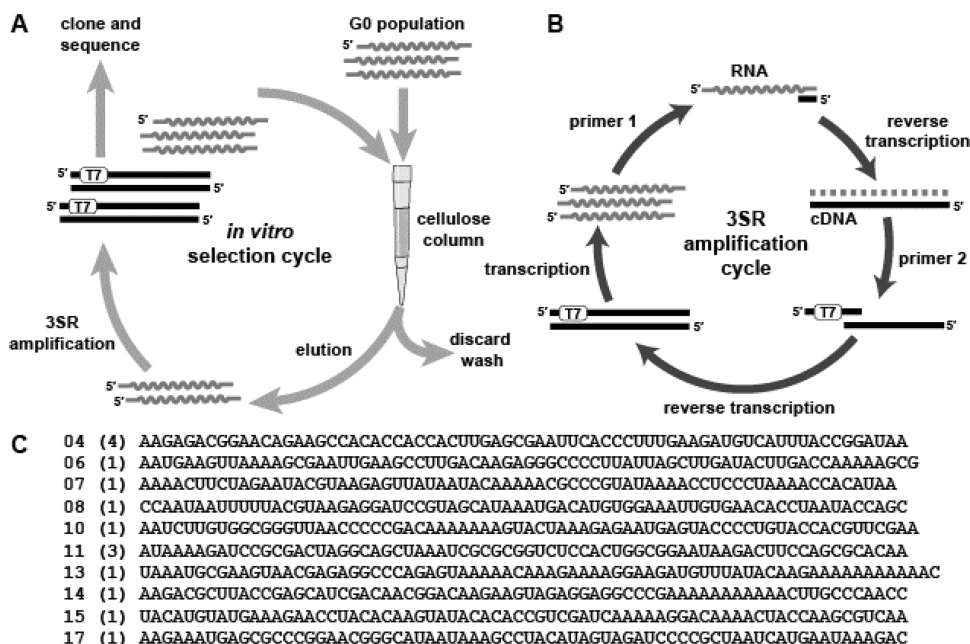 A
clone and
sequence
G0 population
5′
5′
5′
T7
5′
5′
T7
5′
in vitro
selection cycle
cellulose
column
3SR
amplification
elution
discard
wash
5′
5′
B
RNA
5′
5′
primer 1
reverse
transcription
5′
3SR
amplification
cycle
cDNA
5′
transcription
primer 2
5′
T7
5′
5′
T7
5′
reverse transcription
C
04 (4) AAGAGACGGAACAGAAGCCACACCACCACUUGAGCGAAUUCACCCUUUGAAGAUGUCAUUUACCGGAUAA
06 (1) AAUGAAGUUAAAAGCGAAUUGAAGCCUUGACAAGAGGGCCCCUUAUUAGCUUGAUACUUGACCAAAAAGCG
07 (1) AAAACUUCUAGAAUACGUAAGAGUUAUAAUACAAAAACGCCCGUAUAAAACCUCCCUAAAACCACAUAA
08 (1) CCAAUAAUUUUUACGUAAGAGGAUCCGUAGCAUAAAUGACAUGUGGAAAUUGUGAACACCUAAUACCAGC
10 (1) AAUCUUGUGGCGGGUUAACCCCCGACAAAAAAAGUACUAAAGAGAAUGAGUACCCCUGUACCACGUUCGAA
11 (3) AUAAAAGAUCCGCGACUAGGCAGCUAAAUCGCGCGGUCUCCACUGGCGGAAUAAGACUUCCAGCGCACAA
13 (1) UAAAUGCGAAGUAACGAGAGGCCCAGAGUAAAAACAAAGAAAAGGAAGAUGUUUAUACAAGAAAAAAAAAAAC
14 (1) AAGACGCUUACCGAGCAUCGACAACGGACAAGAAGUAGAGGAGGCCCGAAAAAAAAAAAACUUGCCCAACC
15 (1) UACAUGUAUGAAAGAACCUACACAAGUAUACACACCGUCGAUCAAAAAGGACAAAACUACCAAGCGUCAA
17 (1) AAGAAAUGAGCGCCCGGAACGGGCAUAAUAAAGCCUACAUAGUAGAUCCCCGCUAAUCAUGAAUAAAGAC